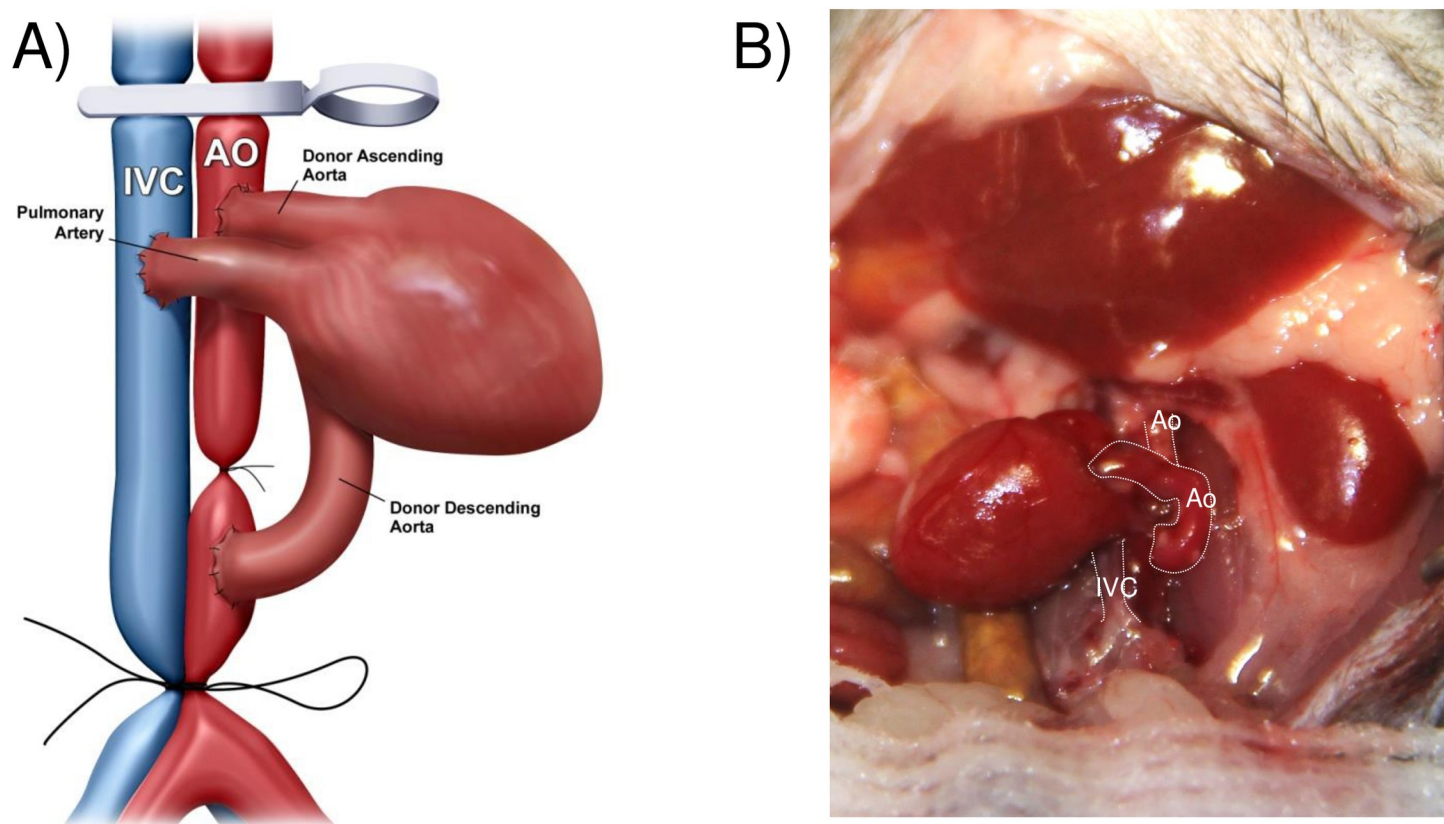 A)
B)
AO
IVC
Donor Ascending
Aorta
Pulmonary
Artery
Donor Descending
Aorta
Ao
Ao
IVC